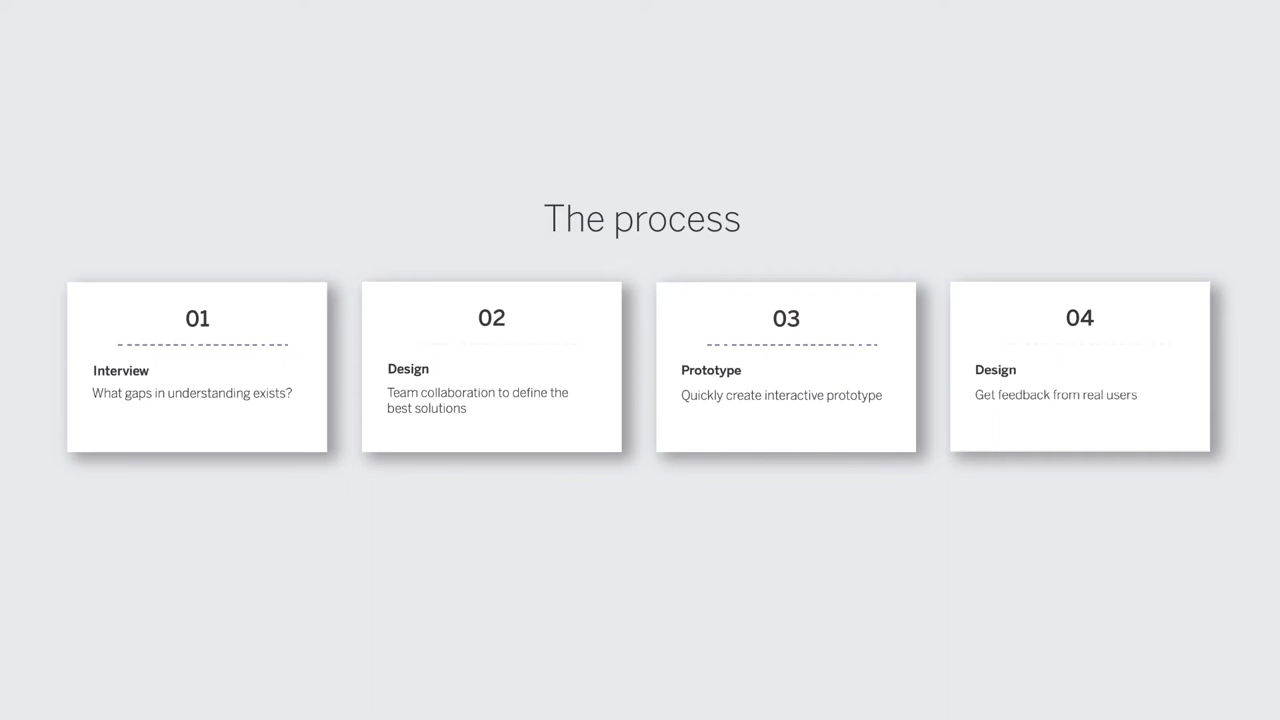 The process
01
Interview
What gaps in understanding exists?
02
Design
Team collaboration to define the
best solutions
03
Prototype
Quickly create interactive prototype
04
Design
Get feedback from real users